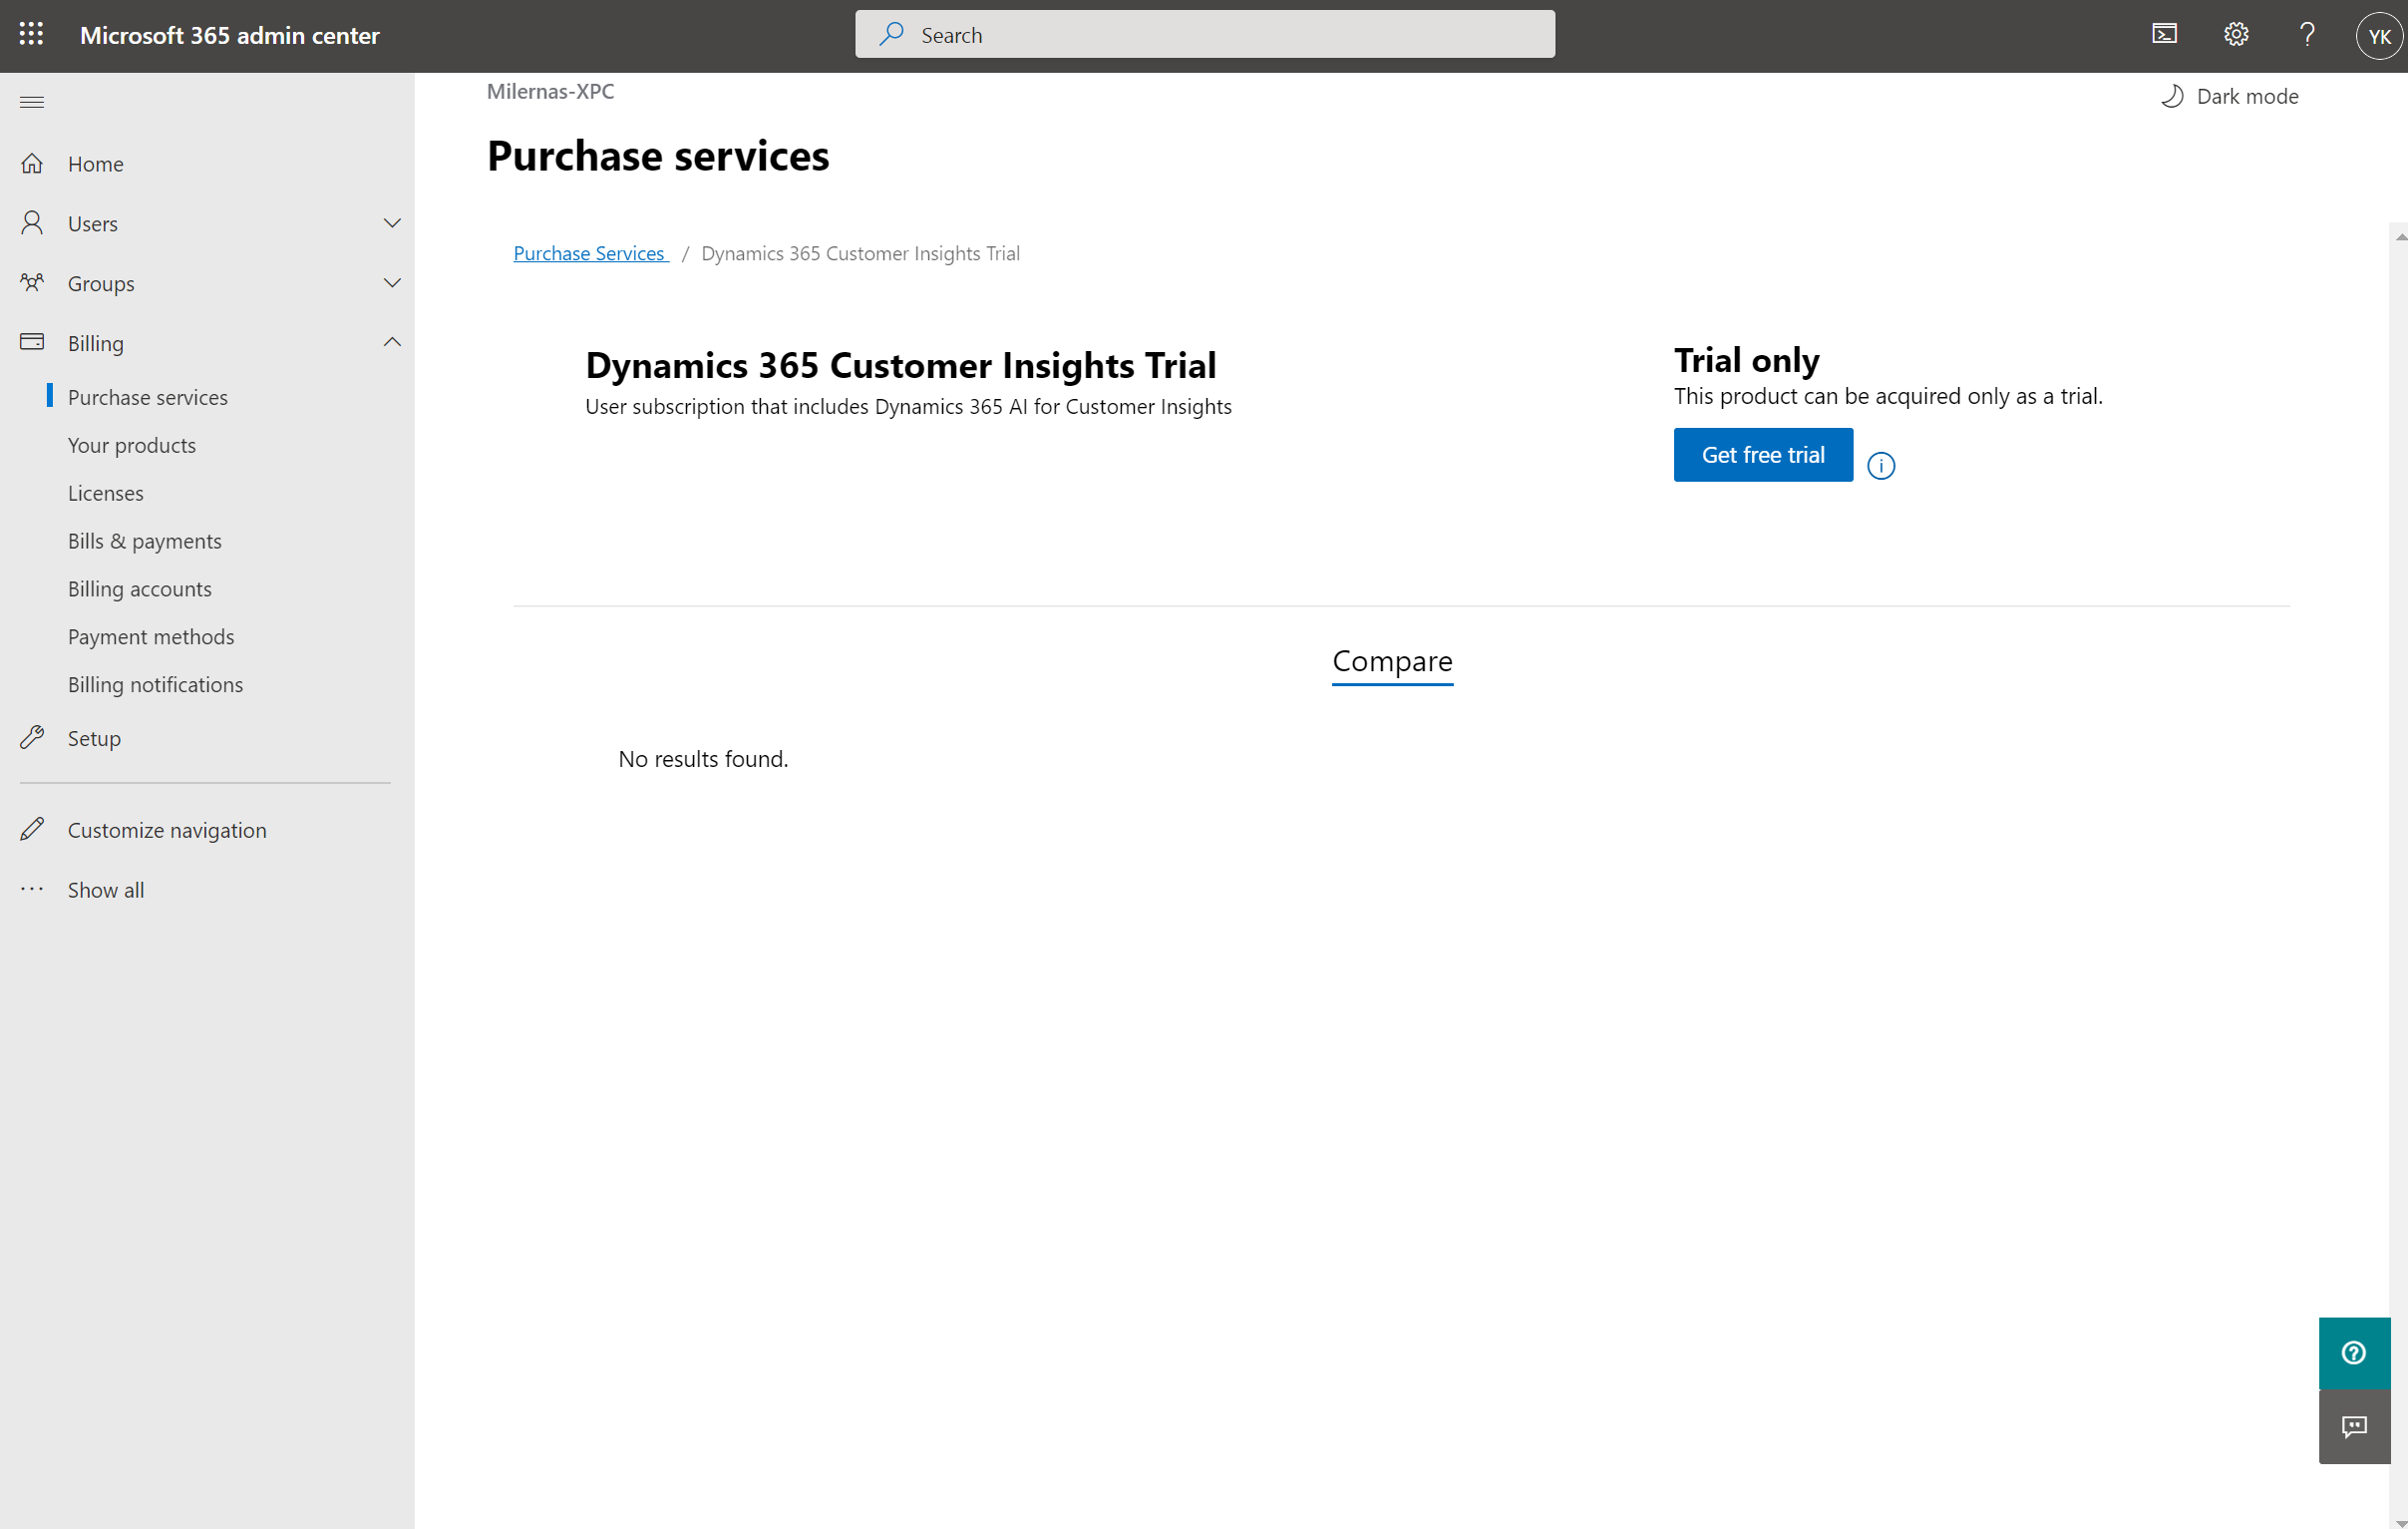 Microsoft 365 admin center
Search
YK
Milernas-XPC
Dark mode
Purchase services
Home
Users
Groups
Billing
Purchase services
Your products
Licenses
Bills & payments
Billing accounts
Payment methods
Billing notifications
Setup
Customize navigation
Show all
Purchase Services / Dynamics 365 Customer Insights Trial
Dynamics 365 Customer Insights Trial
User subscription that includes Dynamics 365 AI for Customer Insights
Trial only
This product can be acquired only as a trial.
Get free trial
Compare
No results found.